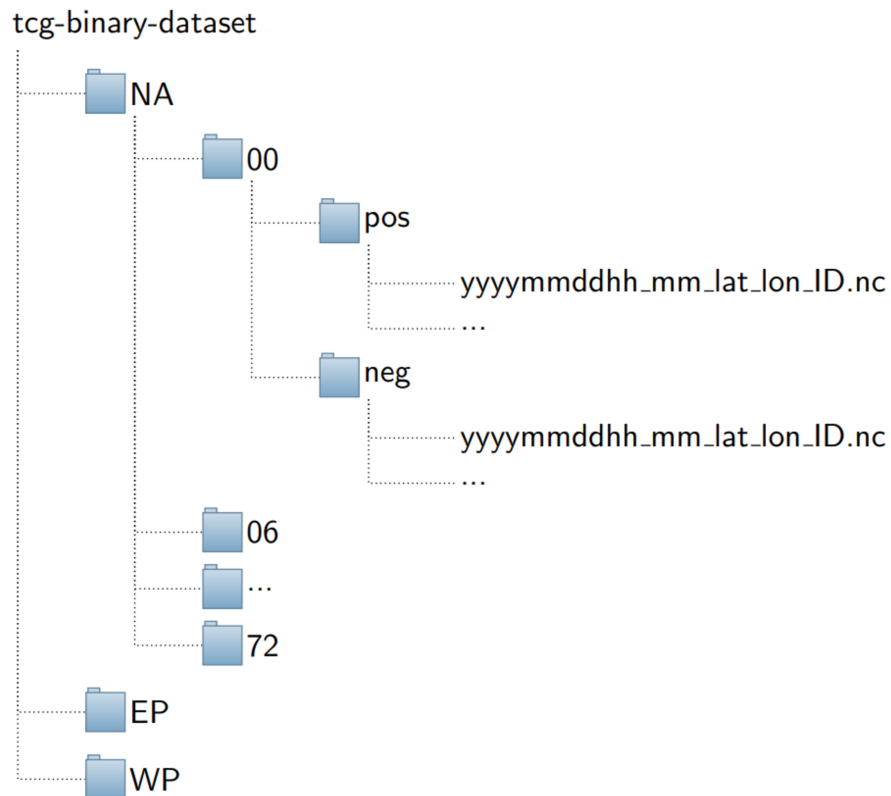 tcg-binary-dataset
NA
00
pos
yyyymmddhh_mm_lat_lon_ID.nc
...
neg
yyyymmddhh_mm_lat_lon_ID.nc
...
06
...
72
EP
WP